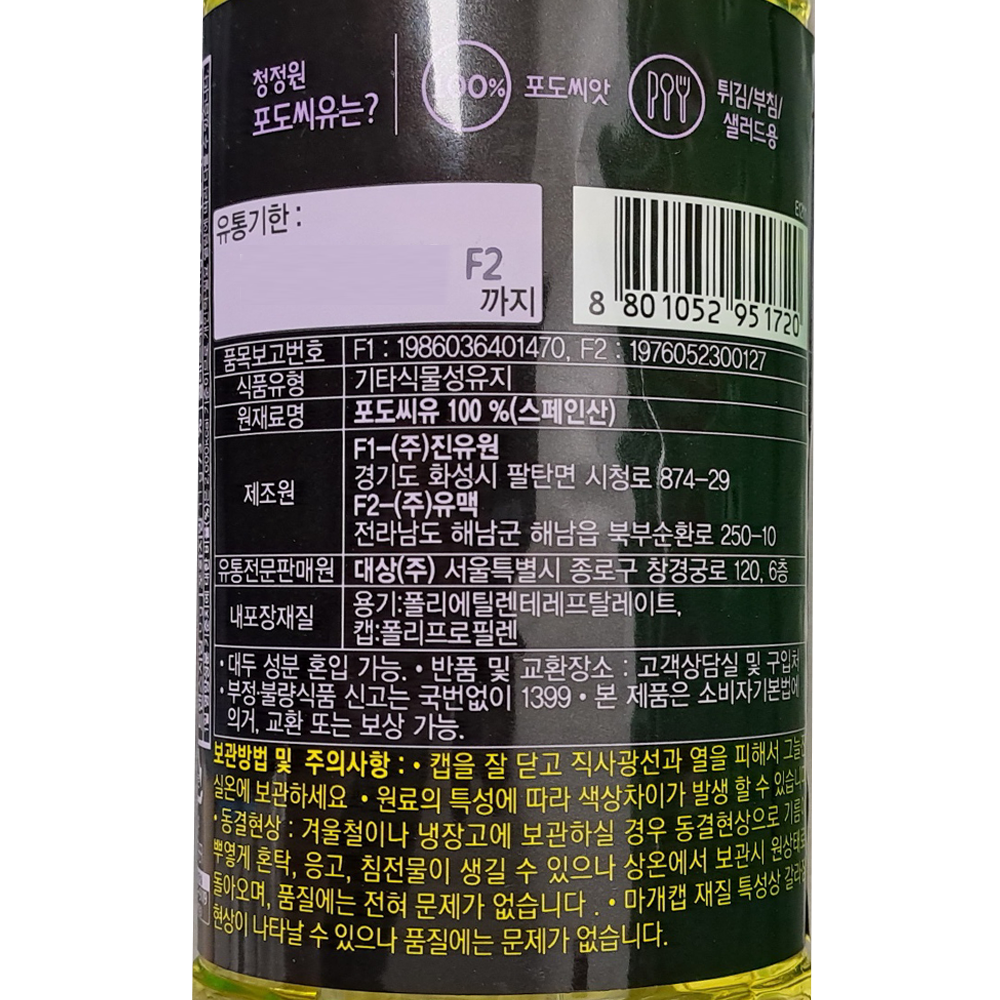 청정원
포도씨유는?
100%
포도씨앗
튀김/부침/
샐러드용
유통기한 :
F2
까지
8 801052 951720
품목보고번호 F1 : 1986036401470, F2 : 1976052300127
식품유형 기타식물성유지
원재료명 포도씨유 100 %(스페인산)
제조원
F1-(주)진유원
경기도 화성시 팔탄면 시청로 874-29
F2-(주)유맥
전라남도 해남군 해남읍 북부순환로 250-10
유통전문판매원 대상(주) 서울특별시 종로구 창경궁로 120, 6층
내포장재질
용기:폴리에틸렌테레프탈레이트,
캡:폴리프로필렌
• 대두 성분 혼입 가능. • 반품 및 교환장소 : 고객상담실 및 구입처
• 부정·불량식품 신고는 국번없이 1399 • 본 제품은 소비자기본법에
의거, 교환 또는 보상 가능.
보관방법 및 주의사항 : • 캡을 잘 닫고 직사광선과 열을 피해서
실온에 보관하세요 • 원료의 특성에 따라 색상차이가 발생 할 수
• 동결현상 : 겨울철이나 냉장고에 보관하실 경우 동결현상으로
뿌옇게 혼탁, 응고, 침전물이 생길 수 있으나 상온에서 보관시 원상태로
돌아오며, 품질에는 전혀 문제가 없습니다. • 마개캡 재질 특성상
현상이 나타날 수 있으나 품질에는 문제가 없습니다.